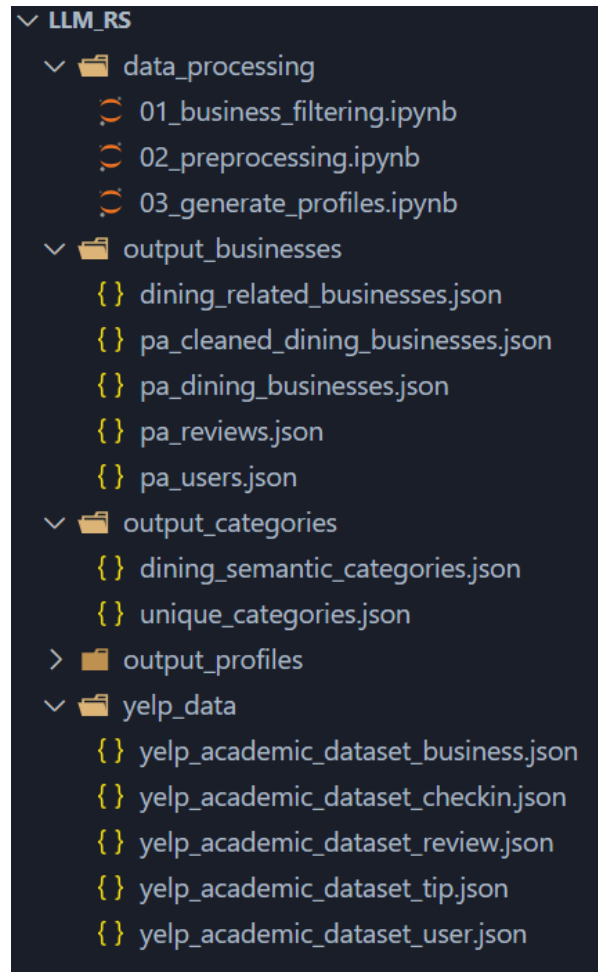 LLM_RS
data_processing
01_business_filtering.ipynb
02_preprocessing.ipynb
03_generate_profiles.ipynb
output_businesses
dining_related_businesses.json
pa_cleaned_dining_businesses.json
pa_dining_businesses.json
pa_reviews.json
pa_users.json
output_categories
dining_semantic_categories.json
unique_categories.json
output_profiles
yelp_data
yelp_academic_dataset_business.json
yelp_academic_dataset_checkin.json
yelp_academic_dataset_review.json
yelp_academic_dataset_tip.json
yelp_academic_dataset_user.json